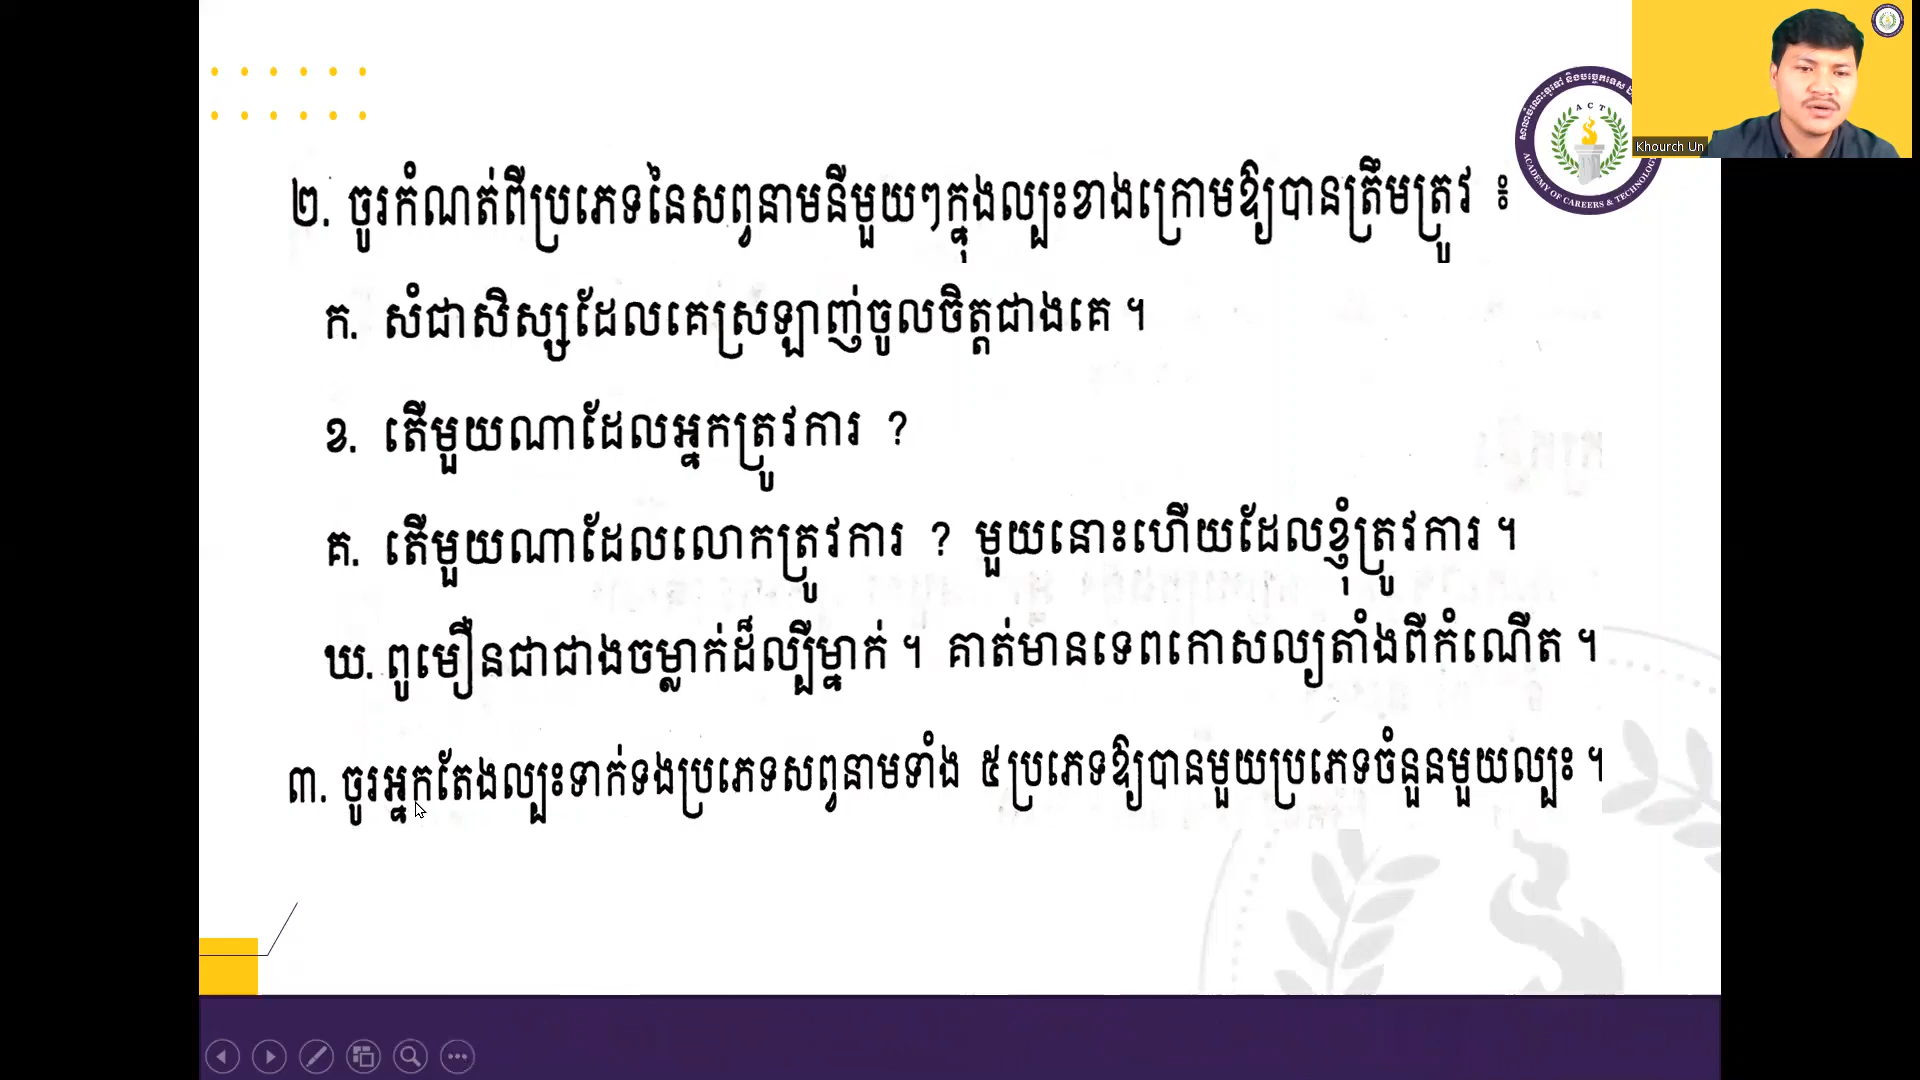 ២. ចូរកំណត់ពីប្រភេទនៃសព្វនាមនីមួយៗក្នុងល្បះខាងក្រោមឱ្យបានត្រឹមត្រូវ ៖
ក. សំជាសិស្សដែលគេស្រឡាញ់ចូលចិត្តជាងគេ ។
ខ. តើមួយណាដែលអ្នកត្រូវការ ?
គ. តើមួយណាដែលលោកត្រូវការ ? មួយនោះហើយដែលខ្ញុំត្រូវការ ។
ឃ. ពូមឿនជាជាងចម្លាក់ដ៏ល្បីម្នាក់ ។ គាត់មានទេពកោសល្យតាំងពីកំណើត ។
៣. ចូរអ្នកតែងល្បះទាក់ទងប្រភេទសព្វនាមទាំង ៥ប្រភេទឱ្យបានមួយប្រភេទចំនួនមួយល្បះ ។
A C T
ACADEMY OF CAREERS & TECHNOLOGY
Khourch Un